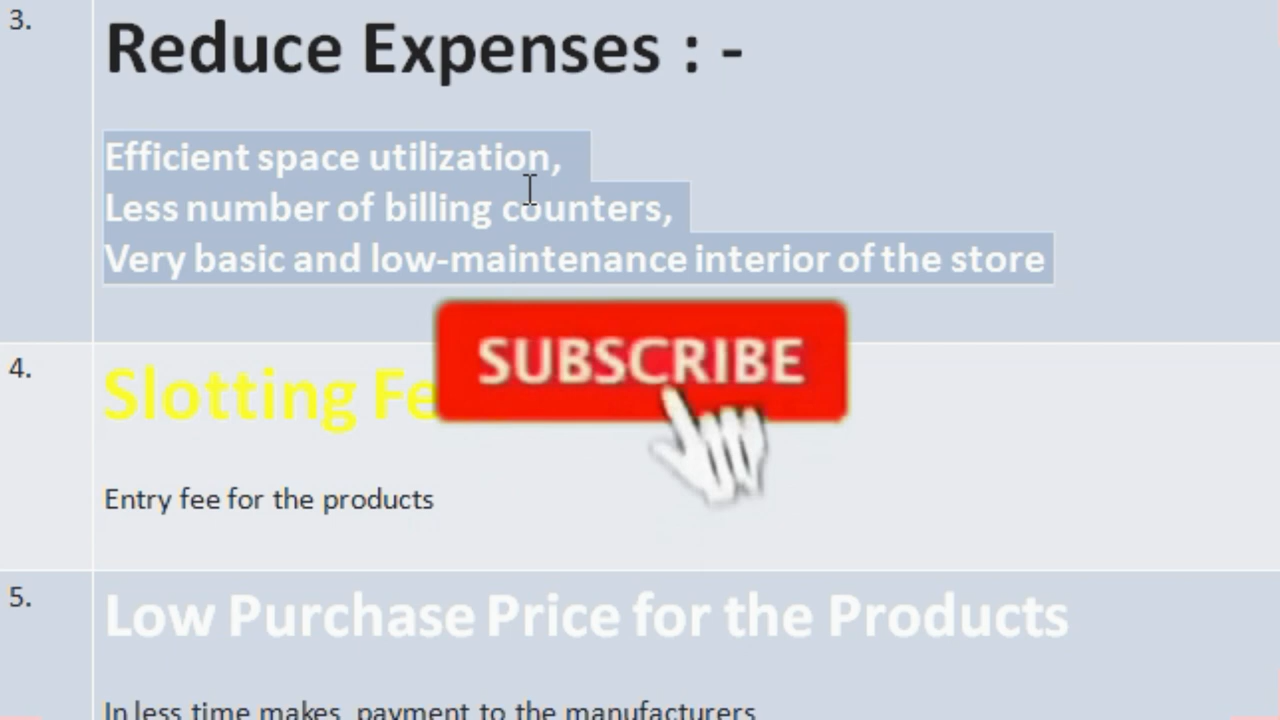 3.
Reduce Expenses : -
Efficient space utilization,
Less number of billing counters,
Very basic and low-maintenance interior of the store
SUBSCRIBE
4.
Slotting
Entry fee for the products
5.
Low Purchase Price for the Products
In less time makes payment to the manufacturers